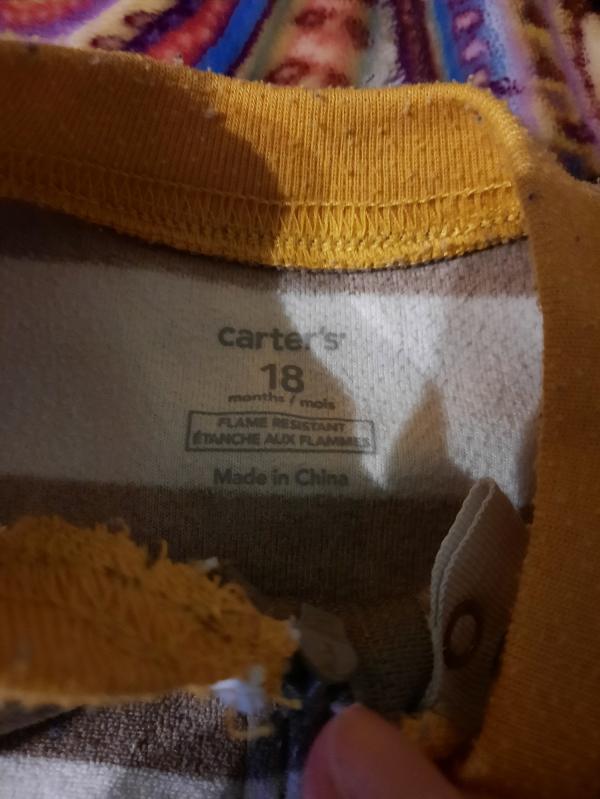 carter's
18
months / mois
FLAME RESISTANT
ÉTANCHE AUX FLAMMES
Made in China